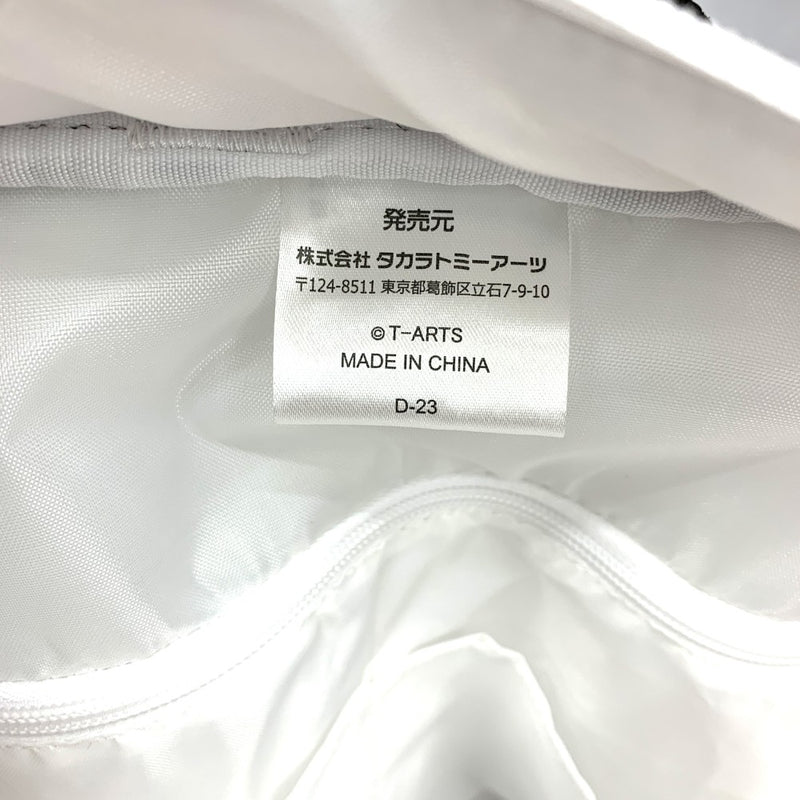 発売元
株式会社 タカラトミーアーツ
〒124-8511 東京都葛飾区立石7-9-10
© T-ARTS
MADE IN CHINA
D-23